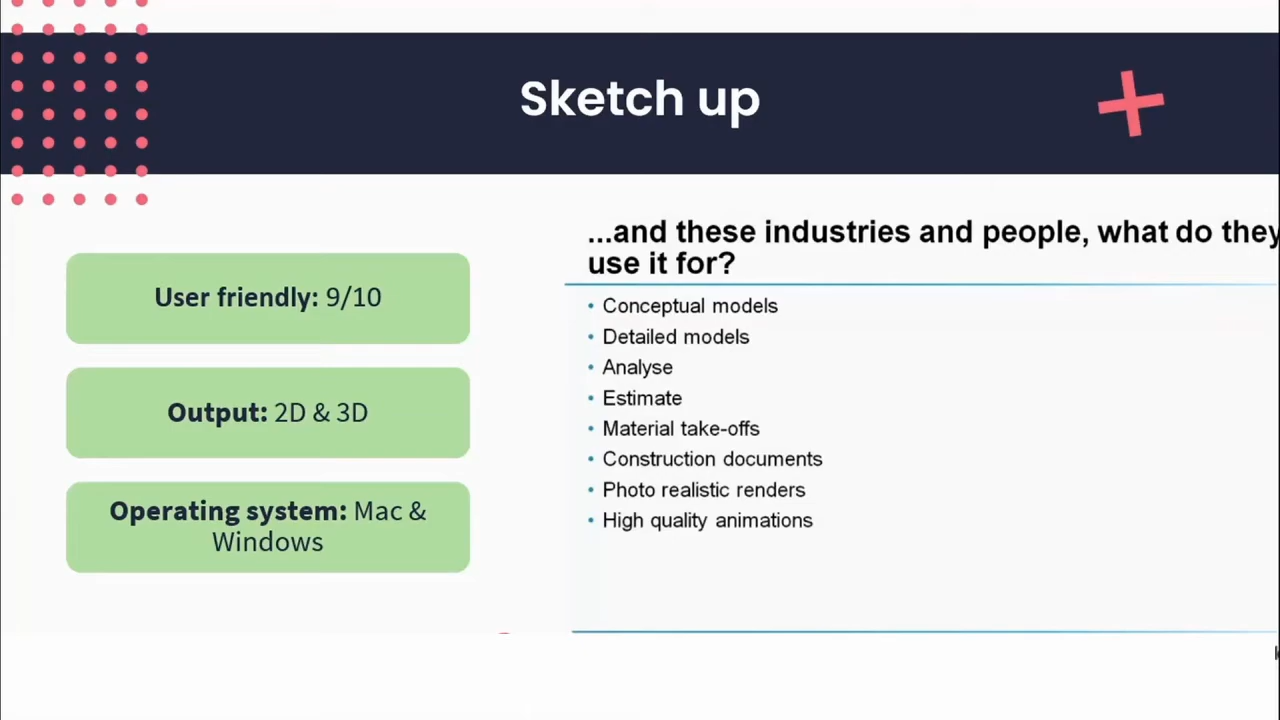 Sketch up
User friendly: 9/10
Output: 2D & 3D
Operating system: Mac &
Windows
...and these industries and people, what do they
use it for?
• Conceptual models
• Detailed models
• Analyse
• Estimate
• Material take-offs
• Construction documents
• Photo realistic renders
• High quality animations